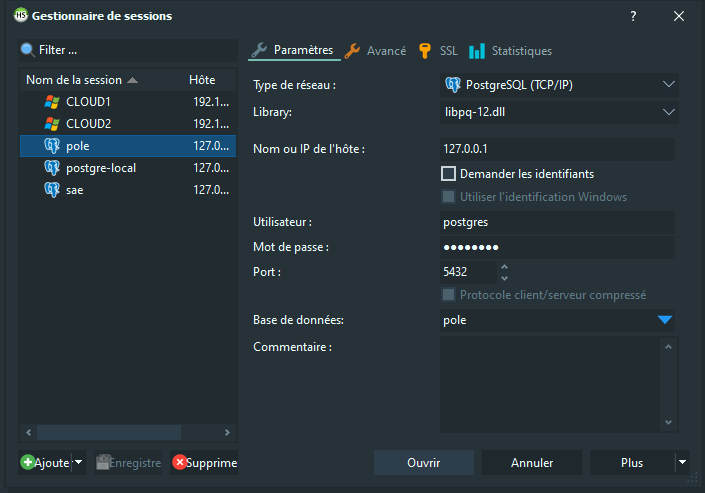 HS Gestionnaire de sessions ?
Filter ...
Nom de la session Hôte
CLOUD1 192.1...
CLOUD2 192.1...
pole 127.0...
postgre-local 127.0...
sae 127.0...
Ajoute Enregistre Supprime
Paramètres Avancé SSL Statistiques
Type de réseau : PostgreSQL (TCP/IP)
Library: libpq-12.dll
Nom ou IP de l'hôte : 127.0.0.1
Demander les identifiants
Utiliser l'identification Windows
Utilisateur : postgres
Mot de passe : ●●●●●●●●
Port : 5432
Protocole client/serveur compressé
Base de données: pole
Commentaire :
Ouvrir Annuler Plus